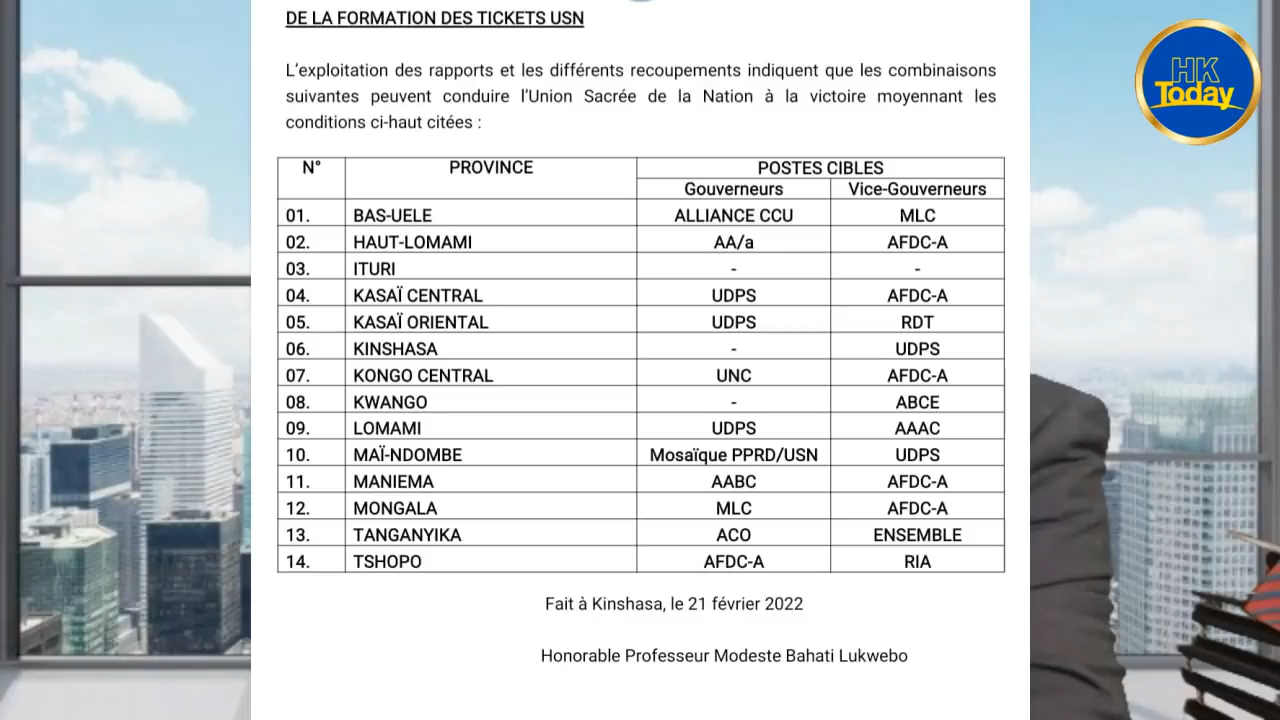 DE LA FORMATION DES TICKETS USN
HK
Today
L'exploitation des rapports et les différents recoupements indiquent que les combinaisons
suivantes peuvent conduire l'Union Sacrée de la Nation à la victoire moyennant les
conditions ci-haut citées :
N° PROVINCE POSTES CIBLES
Gouverneurs Vice-Gouverneurs
01. BAS-UELE ALLIANCE CCU MLC
02. HAUT-LOMAMI AA/a AFDC-A
03. ITURI - -
04. KASAÏ CENTRAL UDPS AFDC-A
05. KASAÏ ORIENTAL UDPS RDT
06. KINSHASA - UDPS
07. KONGO CENTRAL UNC AFDC-A
08. KWANGO - ABCE
09. LOMAMI UDPS AAAC
10. MAÏ-NDOMBE Mosaïque PPRD/USN UDPS
11. MANIEMA AABC AFDC-A
12. MONGALA MLC AFDC-A
13. TANGANYIKA ACO ENSEMBLE
14. TSHOPO AFDC-A RIA
Fait à Kinshasa, le 21 février 2022
Honorable Professeur Modeste Bahati Lukwebo